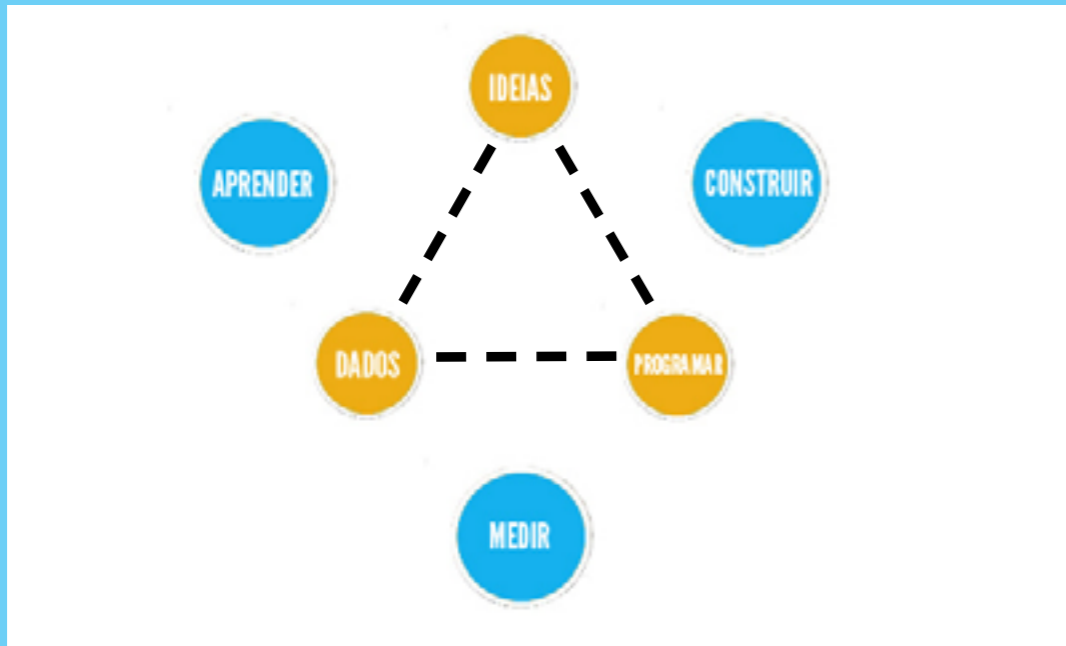 IDEIAS
APRENDER
CONSTRUIR
DADOS
PROGRAMAR
MEDIR